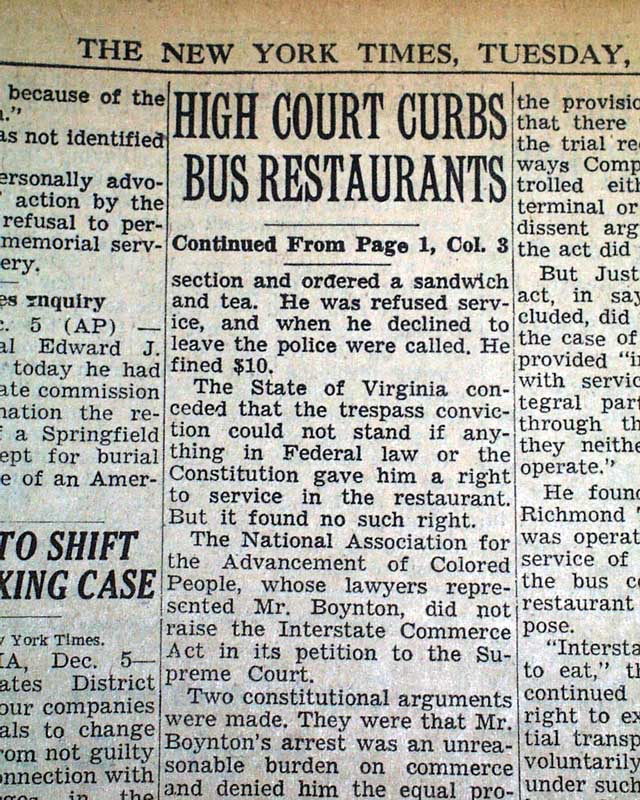 THE NEW YORK TIMES, TUESDAY,
because of the
as not identified
ersonally advo-
action by the
refusal to per-
memorial serv-
ery.
es Inquiry
c. 5 (AP) —
al Edward J.
today he had
ate commission
nation the re-
f a Springfield
ept for burial
e of an Amer-
TO SHIFT
XING CASE
w York Times.
IA, Dec. 5—
ates District
our companies
als to change
rom not guilty
onnection with
ges in the
HIGH COURT CURBS
BUS RESTAURANTS
Continued From Page 1, Col. 3
section and ordered a sandwich
and tea. He was refused serv-
ice, and when he declined to
leave the police were called. He
fined $10.
The State of Virginia con-
ceded that the trespass convic-
tion could not stand if any-
thing in Federal law or the
Constitution gave him a right
to service in the restaurant.
But it found no such right.
The National Association for
the Advancement of Colored
People, whose lawyers repre-
sented Mr. Boynton, did not
raise the Interstate Commerce
Act in its petition to the Su-
preme Court.
Two constitutional arguments
were made. They were that Mr.
Boynton's arrest was an unrea-
sonable burden on commerce
and denied him the equal pro-
the provision
that there
the trial rec
ways Comp
trolled eith
terminal or
dissent arg
the act did
But Just
act, in say
cluded, did
the case of
provided "in
with servic
tegral part
through th
they neithe
operate."
He found
Richmond T
was operat
service of
the bus co
restaurant
pose.
"Intersta
to eat," th
continued
right to ex
tial transp
voluntarily
under such